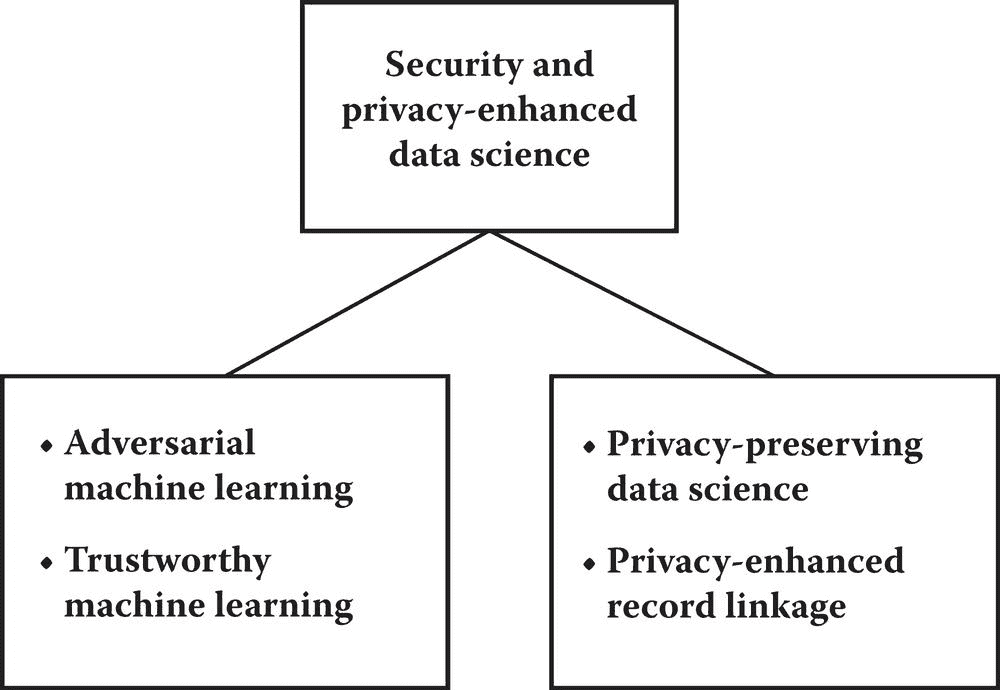 Security and
privacy-enhanced
data science
• Adversarial
machine learning
• Trustworthy
machine learning
• Privacy-preserving
data science
• Privacy-enhanced
record linkage